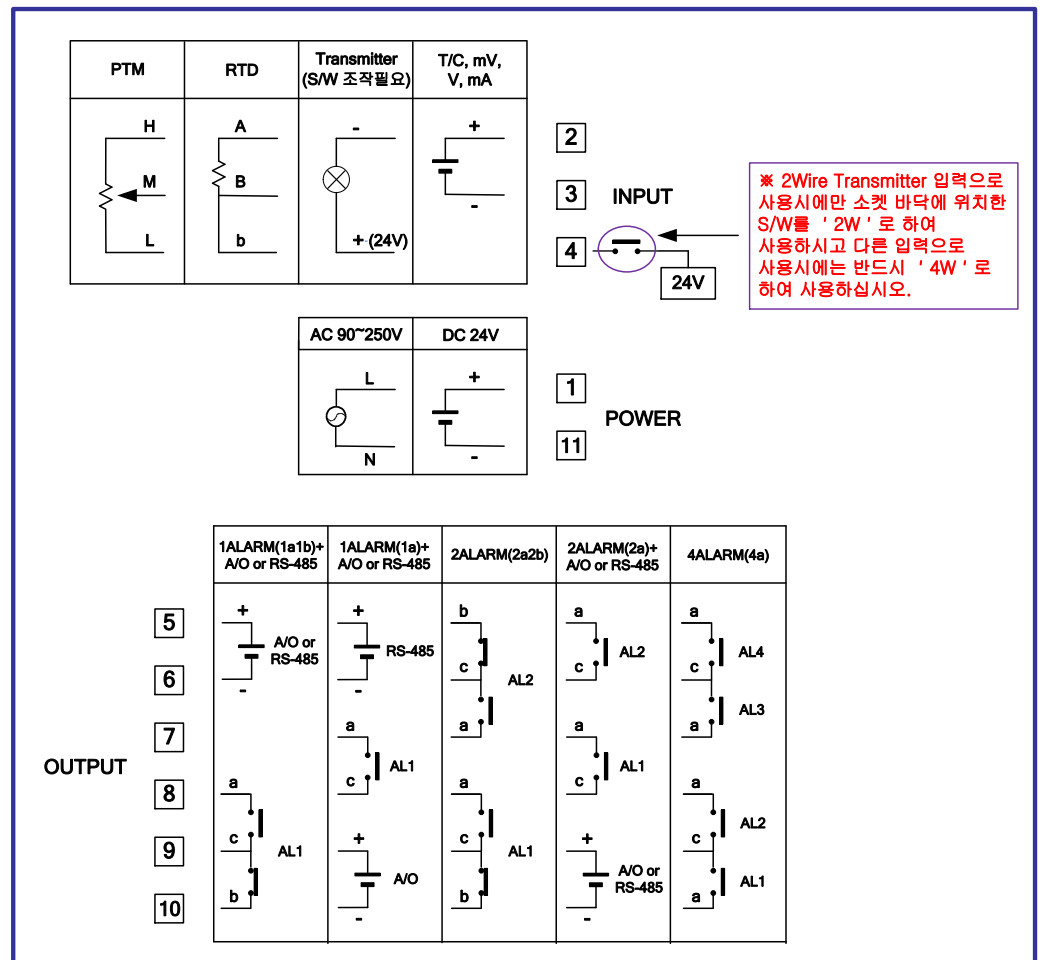 PTM
RTD
Transmitter
(S/W 조작필요)
T/C, mV,
V, mA
H
M
L
A
B
b
-
+ (24V)
+
-
2
3
4
INPUT
24V
※ 2Wire Transmitter 입력으로
사용시에만 소켓 바닥에 위치한
S/W를 ' 2W ' 로 하여
사용하시고 다른 입력으로
사용시에는 반드시 ' 4W ' 로
하여 사용하십시오.
AC 90~250V
DC 24V
L
N
+
-
1
11
POWER
OUTPUT
5
6
7
8
9
10
1ALARM(1a1b)+
A/O or RS-485
+
-
A/O or
RS-485
a
c
b
AL1
1ALARM(1a)+
A/O or RS-485
+
-
RS-485
a
c
AL1
+
-
A/O
2ALARM(2a2b)
b
c
a
AL2
a
c
b
AL1
2ALARM(2a)+
A/O or RS-485
a
c
AL2
a
c
AL1
+
-
A/O or
RS-485
4ALARM(4a)
a
c
a
AL4
AL3
a
c
a
AL2
AL1